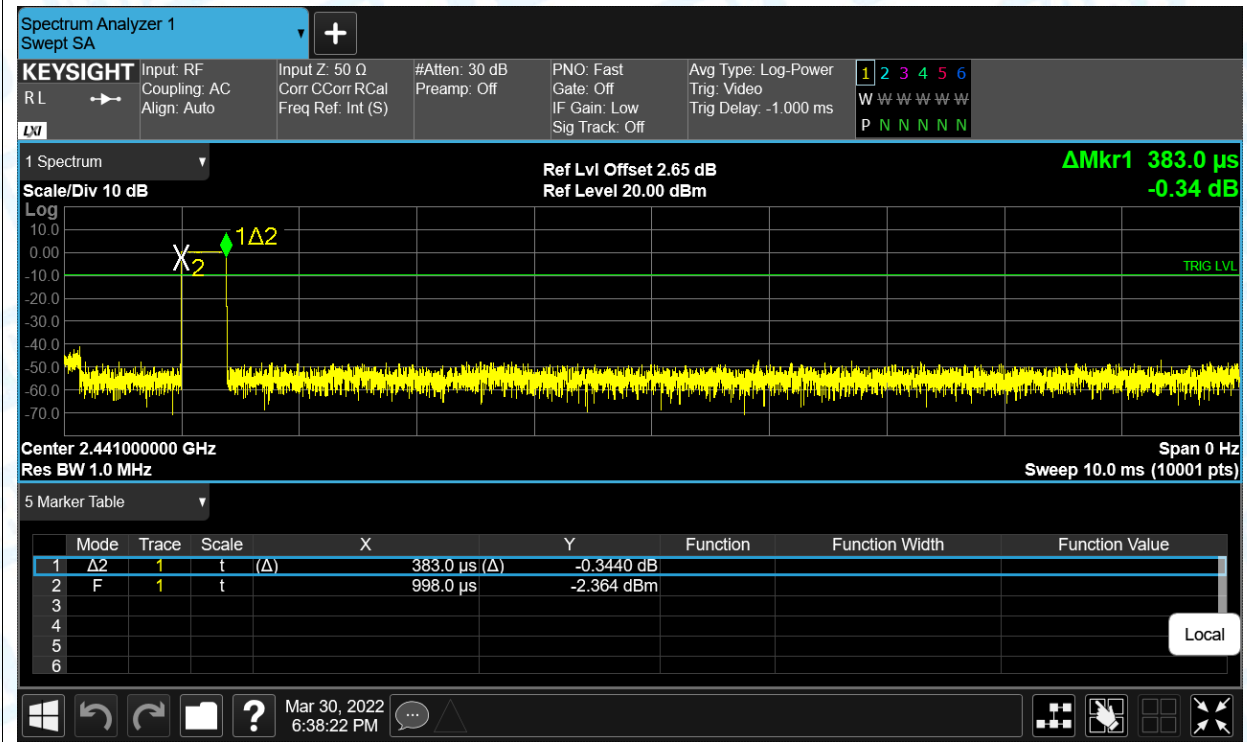 Spectrum Analyzer 1
Swept SA
+
KEYSIGHT
R L
LXI
Input: RF
Coupling: AC
Align: Auto
Input Z: 50 Ω
Corr CCorr RCal
Freq Ref: Int (S)
#Atten: 30 dB
Preamp: Off
PNO: Fast
Gate: Off
IF Gain: Low
Sig Track: Off
Avg Type: Log-Power
Trig: Video
Trig Delay: -1.000 ms
1 2 3 4 5 6
W W W W W W
P N N N N N
1 Spectrum
Scale/Div 10 dB
Ref Lvl Offset 2.65 dB
Ref Level 20.00 dBm
ΔMkr1 383.0 µs
-0.34 dB
Log
10.0
0.00
-10.0
-20.0
-30.0
-40.0
-50.0
-60.0
-70.0
1Δ2
2
TRIG LVL
Center 2.441000000 GHz
Res BW 1.0 MHz
Span 0 Hz
Sweep 10.0 ms (10001 pts)
5 Marker Table
Mode Trace Scale X Y Function Function Width Function Value
1 Δ2 1 t (Δ) 383.0 µs (Δ) -0.3440 dB
2 F 1 t 998.0 µs -2.364 dBm
3
4
5
6
Local
?
Mar 30, 2022
6:38:22 PM